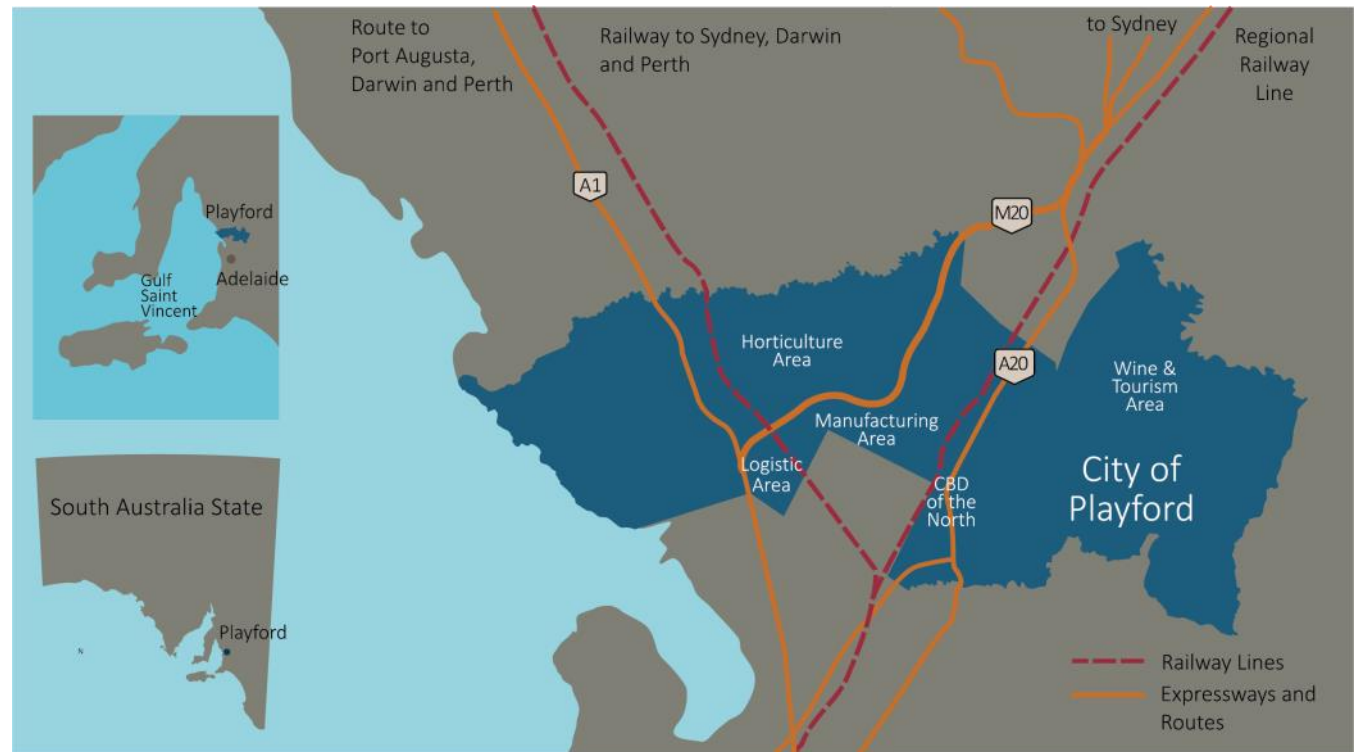 Route to
Port Augusta,
Darwin and Perth
Railway to Sydney, Darwin
and Perth
to Sydney
Regional
Railway
Line
A1
M20
A20
Playford
Adelaide
Gulf
Saint
Vincent
Horticulture
Area
Manufacturing
Area
Logistic
Area
CBD
of the
North
Wine &
Tourism
Area
City of
Playford
South Australia State
Playford
N
Railway Lines
Expressways and
Routes